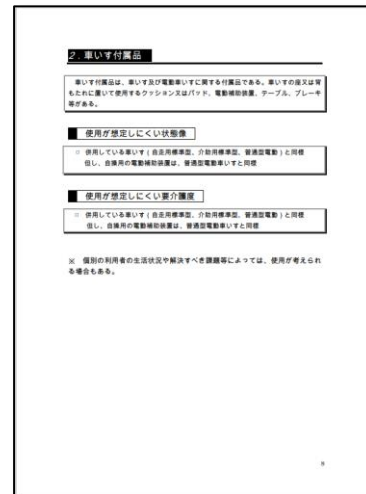 ２．車いす付属品
車いす付属品は、車いす及び電動車いすに関する付属品である。車いすの座又は背
もたれに置いて使用するクッション又はパッド、電動補助装置、テーブル、ブレーキ
等がある。
使用が想定しにくい状態像
○ 併用している車いす（自走用標準型、介助用標準型、普通型電動）と同様
但し、自操用の電動補助装置は、普通型電動車いすと同様
使用が想定しにくい要介護度
○ 併用している車いす（自走用標準型、介助用標準型、普通型電動）と同様
但し、自操用の電動補助装置は、普通型電動車いすと同様
※ 個別の利用者の生活状況や解決すべき課題等によっては、使用が考えられ
る場合もある。